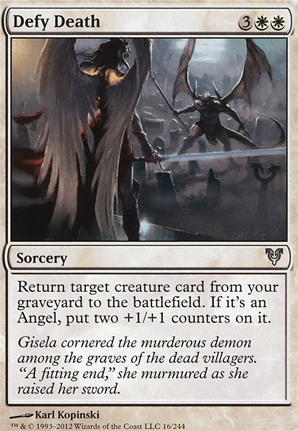 Defy Death 3
Sorcery
Return target creature card from your
graveyard to the battlefield. If it's an
Angel, put two +1/+1 counters on it.
Gisela cornered the murderous demon
among the graves of the dead villagers.
"A fitting end," she murmured as she
raised her sword.
Karl Kopinski
™ & © 1993–2012 Wizards of the Coast LLC 16/244